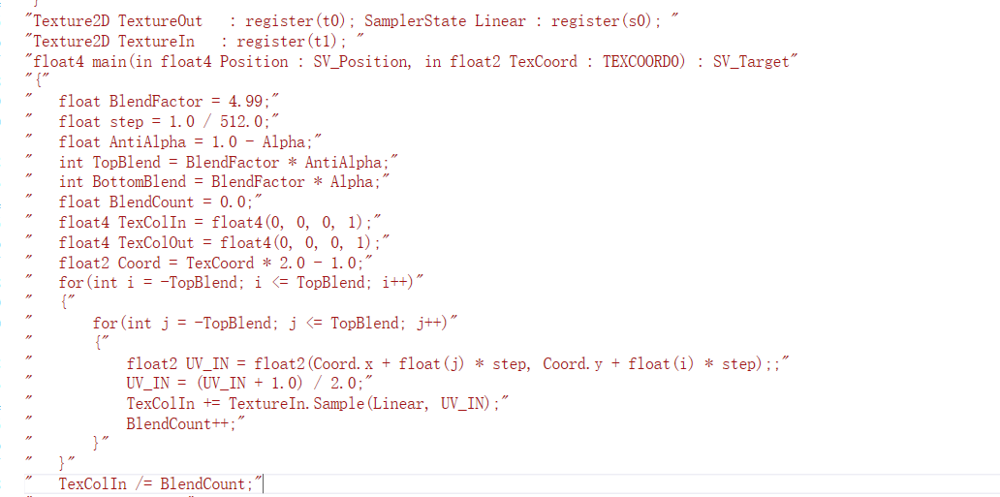 "Texture2D TextureOut   : register(t0); SamplerState Linear : register(s0); "
"Texture2D TextureIn   : register(t1); "
"float4 main(in float4 Position : SV_Position, in float2 TexCoord : TEXCOORD0) : SV_Target"
"{"
"   float BlendFactor = 4.99;"
"   float step = 1.0 / 512.0;"
"   float AntiAlpha = 1.0 - Alpha;"
"   int TopBlend = BlendFactor * AntiAlpha;"
"   int BottomBlend = BlendFactor * Alpha;"
"   float BlendCount = 0.0;"
"   float4 TexColIn = float4(0, 0, 0, 1);"
"   float4 TexColOut = float4(0, 0, 0, 1);"
"   float2 Coord = TexCoord * 2.0 - 1.0;"
"   for(int i = -TopBlend; i <= TopBlend; i++)"
"   {"
"       for(int j = -TopBlend; j <= TopBlend; j++)"
"       {"
"           float2 UV_IN = float2(Coord.x + float(j) * step, Coord.y + float(i) * step);;"
"           UV_IN = (UV_IN + 1.0) / 2.0;"
"           TexColIn += TextureIn.Sample(Linear, UV_IN);"
"           BlendCount++;"
"       }"
"   }"
"   TexColIn /= BlendCount;"